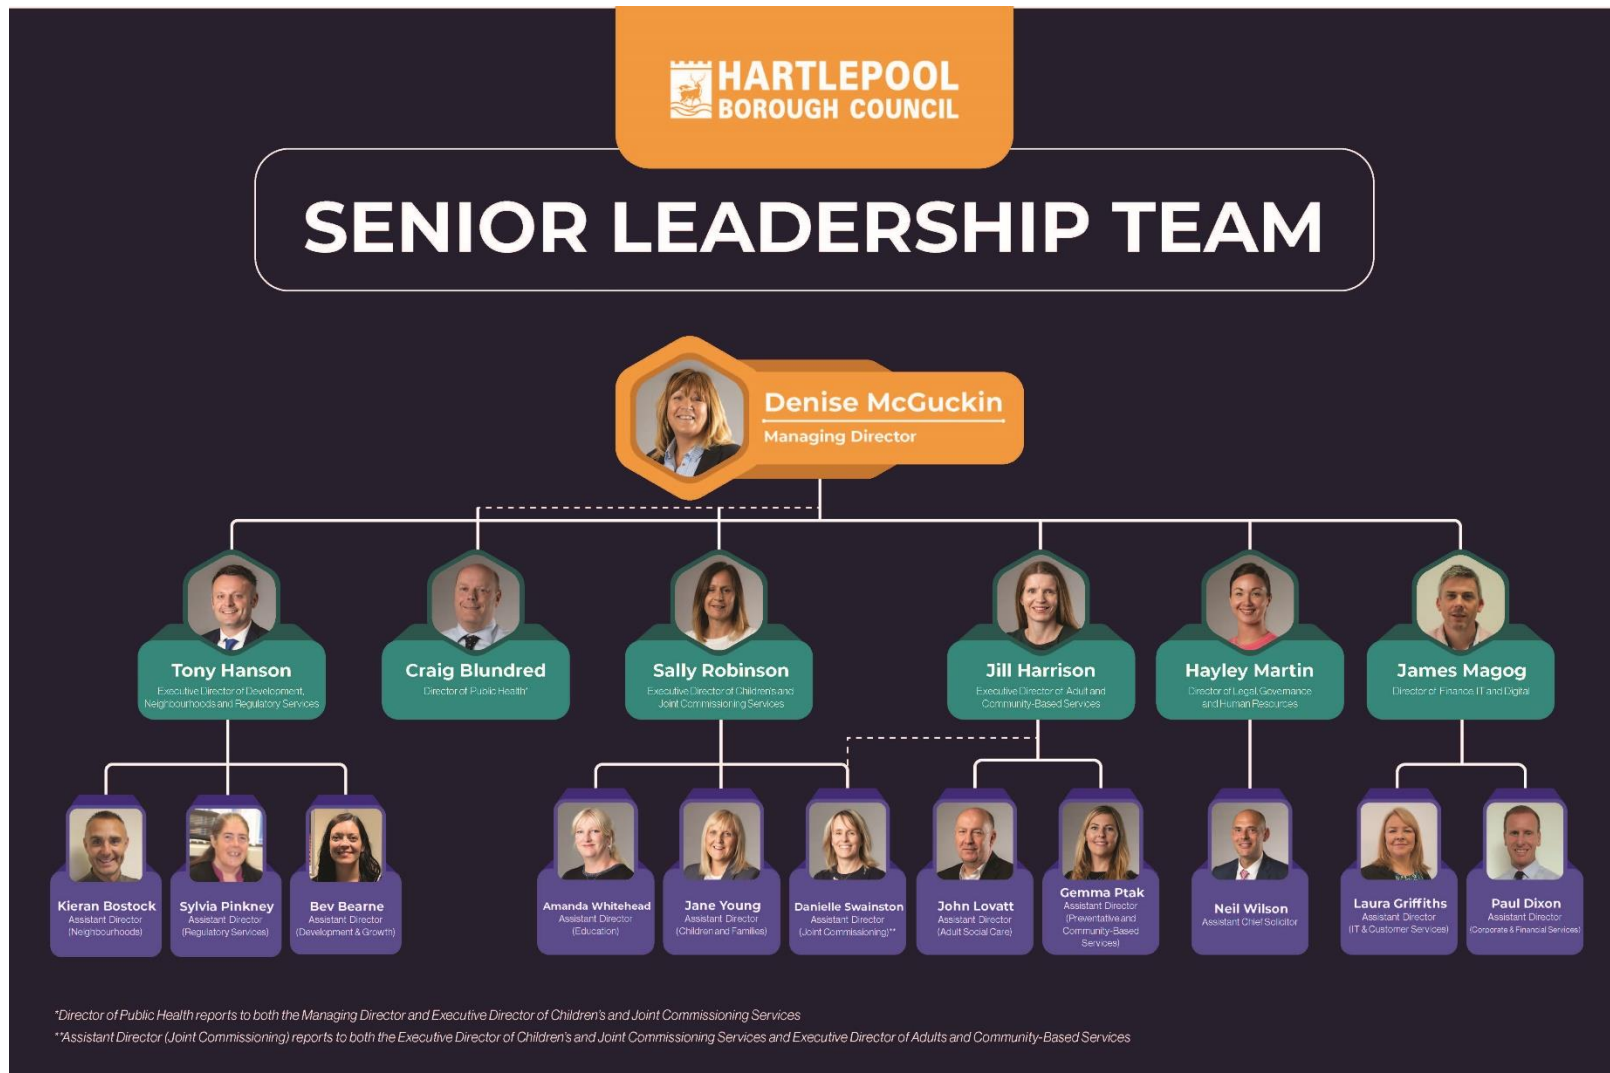 HARTLEPOOL
BOROUGH COUNCIL
SENIOR LEADERSHIP TEAM
Denise McGuckin
Managing Director
Tony Hanson
Executive Director of Development,
Neighbourhoods and Regulatory Services
Craig Blundred
Director of Public Health*
Sally Robinson
Executive Director of Children's and
Joint Commissioning Services
Jill Harrison
Executive Director of Adult and
Community-Based Services
Hayley Martin
Director of Legal, Governance
and Human Resources
James Magog
Director of Finance, IT and Digital
Kieran Bostock
Assistant Director
(Neighbourhoods)
Sylvia Pinkney
Assistant Director
(Regulatory Services)
Bev Bearne
Assistant Director
(Development & Growth)
Amanda Whitehead
Assistant Director
(Education)
Jane Young
Assistant Director
(Children and Families)
Danielle Swainston
Assistant Director
(Joint Commissioning)**
John Lovatt
Assistant Director
(Adult Social Care)
Gemma Ptak
Assistant Director
(Preventative and
Community-Based
Services)
Neil Wilson
Assistant Chief Solicitor
Laura Griffiths
Assistant Director
(IT & Customer Services)
Paul Dixon
Assistant Director
(Corporate & Financial Services)
*Director of Public Health reports to both the Managing Director and Executive Director of Children's and Joint Commissioning Services
**Assistant Director (Joint Commissioning) reports to both the Executive Director of Children's and Joint Commissioning Services and Executive Director of Adults and Community-Based Services